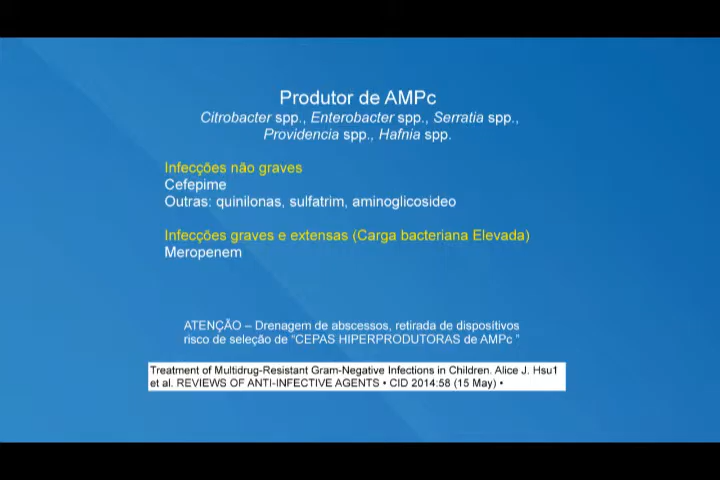 Produtor de AMPc
Citrobacter spp., Enterobacter spp., Serratia spp.,
Providencia spp., Hafnia spp.
Infecções não graves
Cefepime
Outras: quinilonas, sulfatrim, aminoglicosideo
Infecções graves e extensas (Carga bacteriana Elevada)
Meropenem
ATENÇÃO – Drenagem de abscessos, retirada de dispositivos
risco de seleção de “CEPAS HIPERPRODUTORAS de AMPc ”
Treatment of Multidrug-Resistant Gram-Negative Infections in Children. Alice J. Hsu1
et al. REVIEWS OF ANTI-INFECTIVE AGENTS • CID 2014:58 (15 May) •